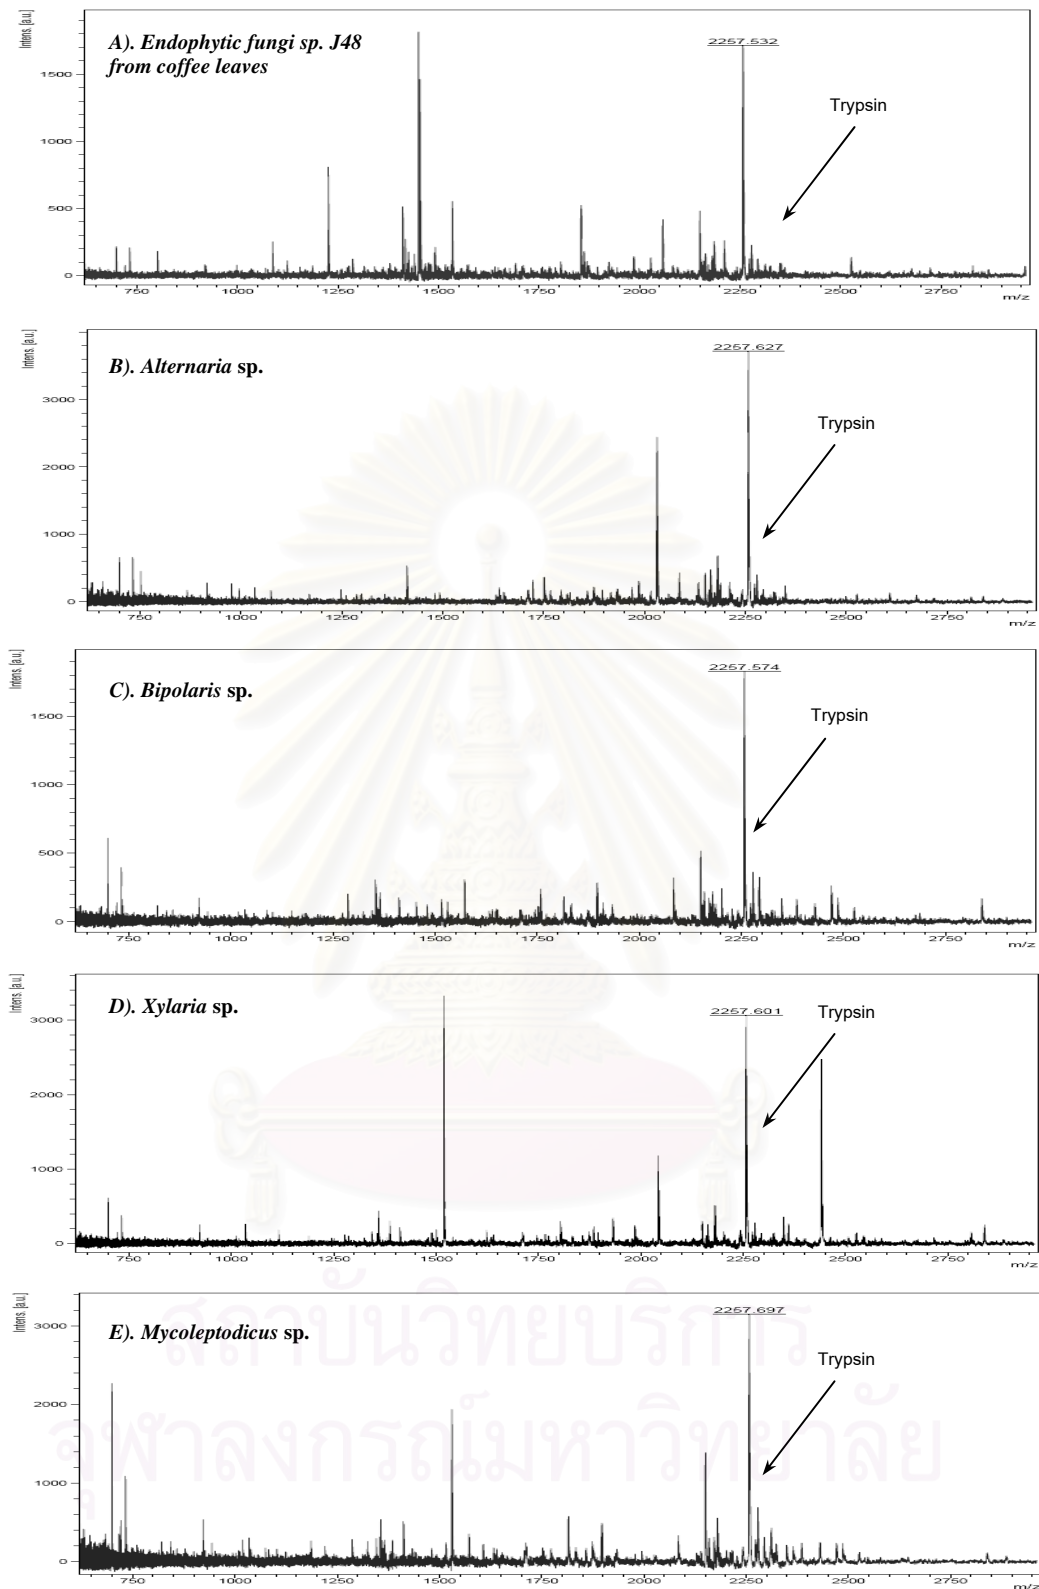 Intens. [a.u.]
A). Endophytic fungi sp. J48
from coffee leaves
2257.532
Trypsin
1500
1000
500
0
750 1000 1250 1500 1750 2000 2250 2500 2750
m/z
Intens. [a.u.]
B). Alternaria sp.
2257.627
Trypsin
3000
2000
1000
0
750 1000 1250 1500 1750 2000 2250 2500 2750
m/z
Intens. [a.u.]
C). Bipolaris sp.
2257.574
Trypsin
1500
1000
500
0
750 1000 1250 1500 1750 2000 2250 2500 2750
m/z
Intens. [a.u.]
D). Xylaria sp.
2257.601
Trypsin
3000
2000
1000
0
750 1000 1250 1500 1750 2000 2250 2500 2750
m/z
Intens. [a.u.]
E). Mycoleptodicus sp.
2257.697
Trypsin
3000
2000
1000
0
750 1000 1250 1500 1750 2000 2250 2500 2750
m/z
สถาบันวิทยบริการ
จุฬาลงกรณ์มหาวิทยาลัย